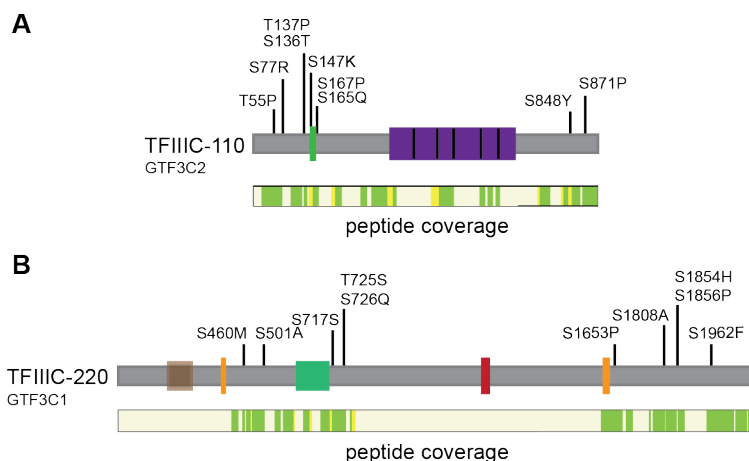 A
T137P
S136T
S77R
S147K
S167P
T55P
S165Q
S848Y
S871P
TFIIIC-110
GTF3C2
peptide coverage
B
T725S
S726Q
S717S
S460M
S501A
S1854H
S1856P
S1808A
S1653P
S1962F
TFIIIC-220
GTF3C1
peptide coverage